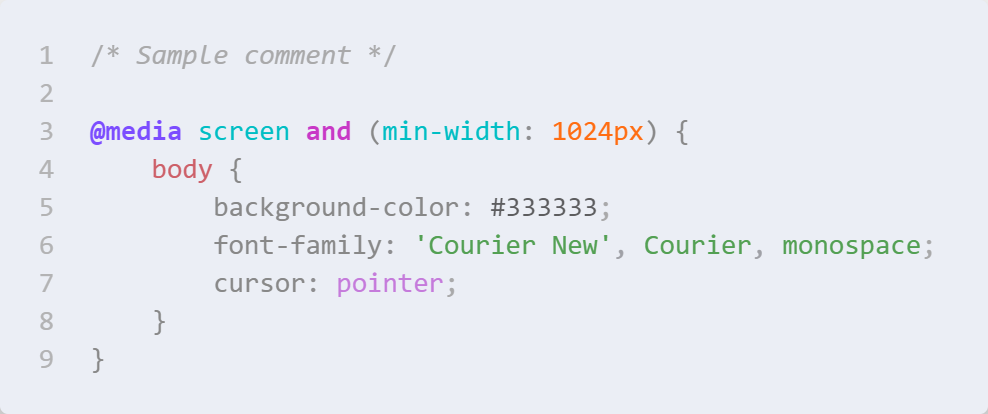 1 /* Sample comment */
2
3 @media screen and (min-width: 1024px) {
4     body {
5         background-color: #333333;
6         font-family: 'Courier New', Courier, monospace;
7         cursor: pointer;
8     }
9 }